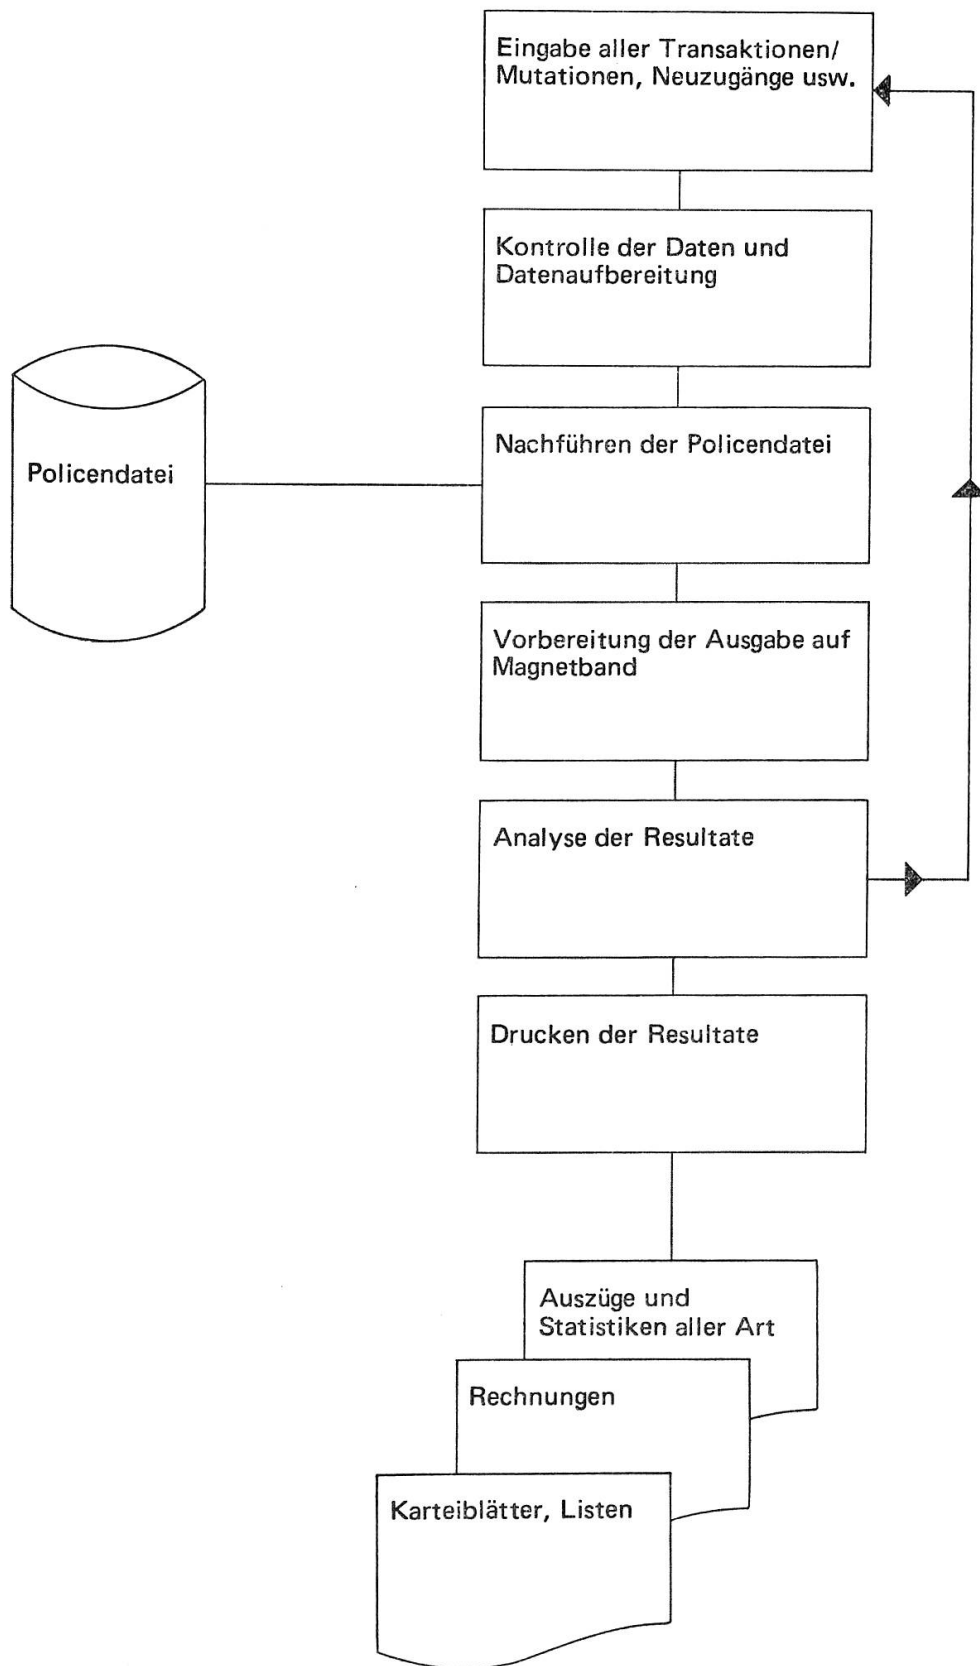 Eingabe aller Transaktionen/
Mutationen, Neuzugänge usw.
Kontrolle der Daten und
Datenaufbereitung
Policendatei
Nachführen der Policendatei
Vorbereitung der Ausgabe auf
Magnetband
Analyse der Resultate
Drucken der Resultate
Auszüge und
Statistiken aller Art
Rechnungen
Karteiblätter, Listen